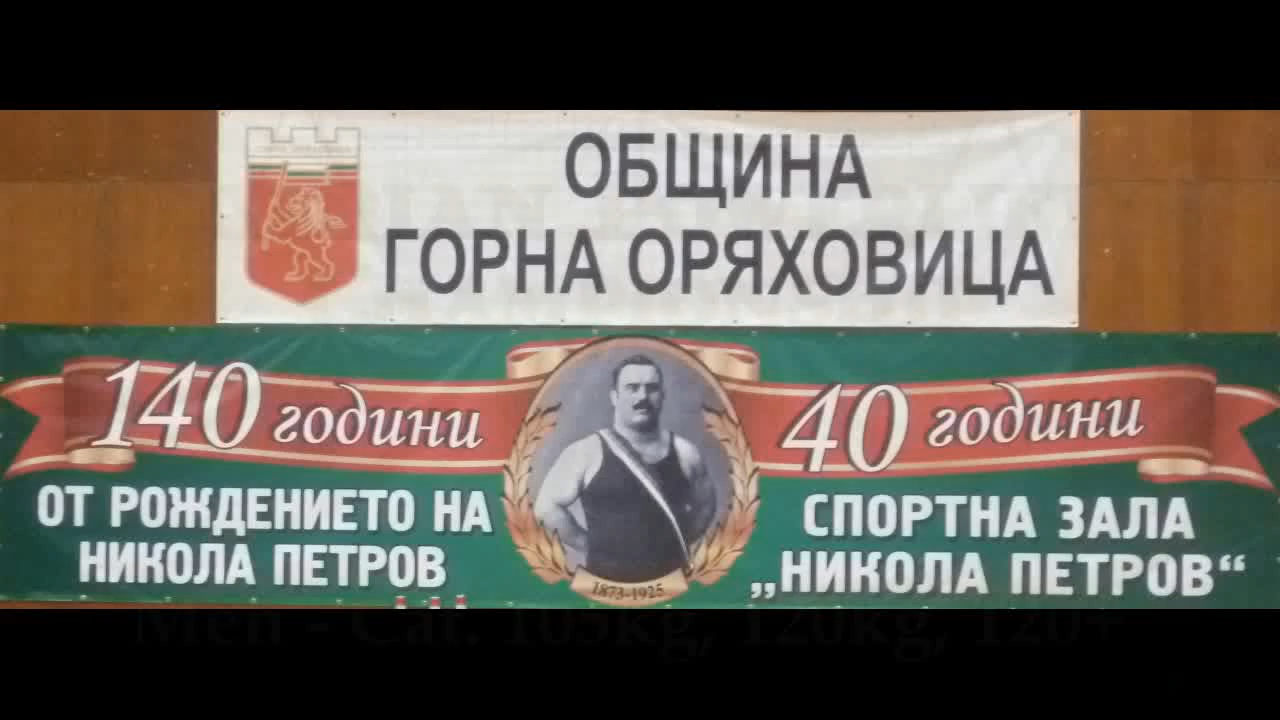 ОБЩИНА
ГОРНА ОРЯХОВИЦА
140 години
ОТ РОЖДЕНИЕТО НА
НИКОЛА ПЕТРОВ
1873-1925
40 години
СПОРТНА ЗАЛА
„НИКОЛА ПЕТРОВ“
Men - Cat. 105kg, 120kg, 120+